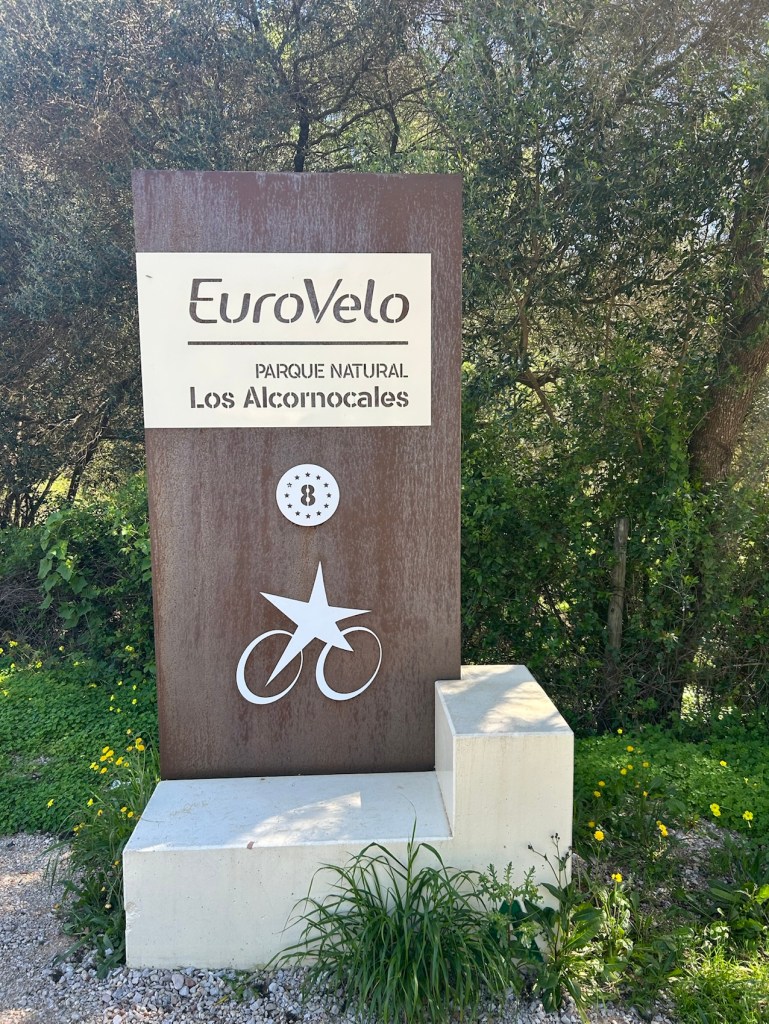 EuroVelo
PARQUE NATURAL
Los Alcornocales
8